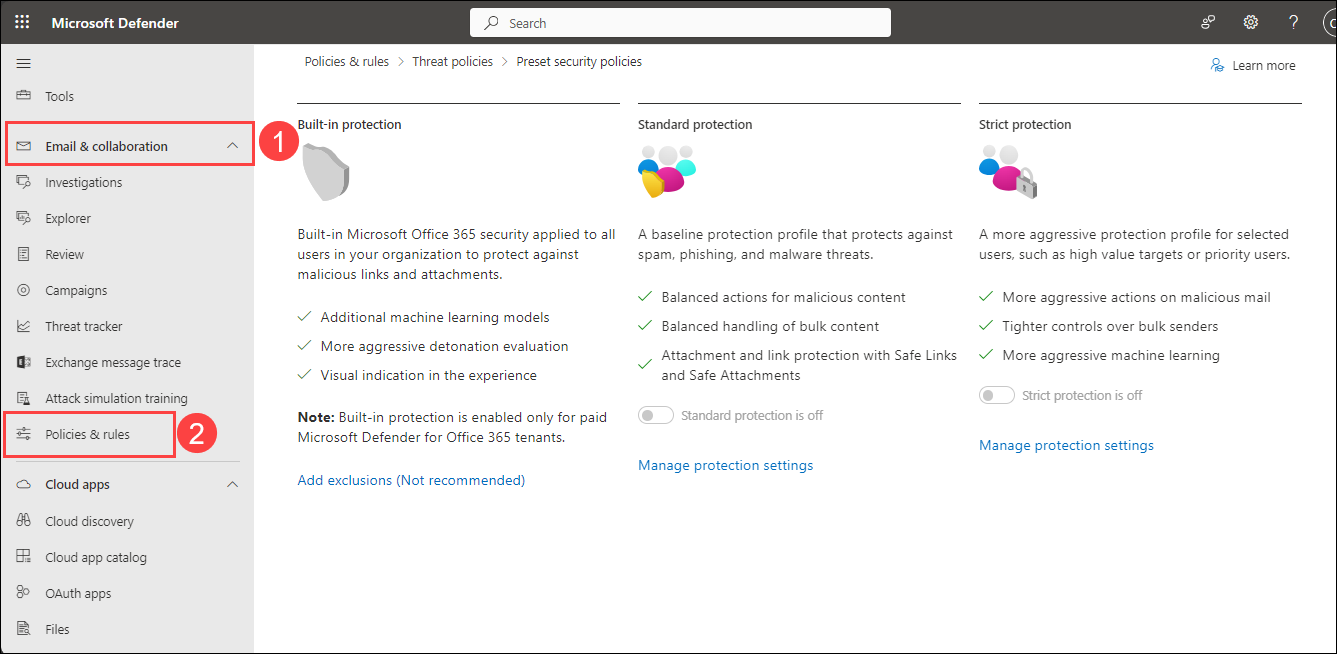 Microsoft Defender
Search
?
C
Policies & rules > Threat policies > Preset security policies
Learn more
Tools
Email & collaboration
1
Investigations
Explorer
Review
Campaigns
Threat tracker
Exchange message trace
Attack simulation training
Policies & rules
2
Cloud apps
Cloud discovery
Cloud app catalog
OAuth apps
Files
Built-in protection
Built-in Microsoft Office 365 security applied to all
users in your organization to protect against
malicious links and attachments.
Additional machine learning models
More aggressive detonation evaluation
Visual indication in the experience
Note: Built-in protection is enabled only for paid
Microsoft Defender for Office 365 tenants.
Add exclusions (Not recommended)
Standard protection
A baseline protection profile that protects against
spam, phishing, and malware threats.
Balanced actions for malicious content
Balanced handling of bulk content
Attachment and link protection with Safe Links
and Safe Attachments
Standard protection is off
Manage protection settings
Strict protection
A more aggressive protection profile for selected
users, such as high value targets or priority users.
More aggressive actions on malicious mail
Tighter controls over bulk senders
More aggressive machine learning
Strict protection is off
Manage protection settings